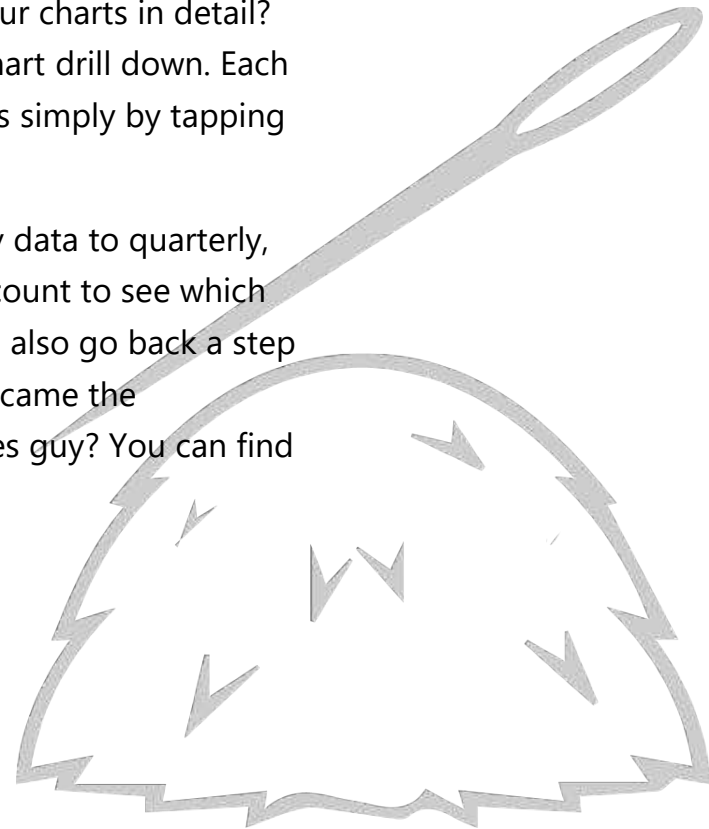 ur charts in detail?
nart drill down. Each
s simply by tapping
y data to quarterly,
count to see which
also go back a step
came the
es guy? You can find